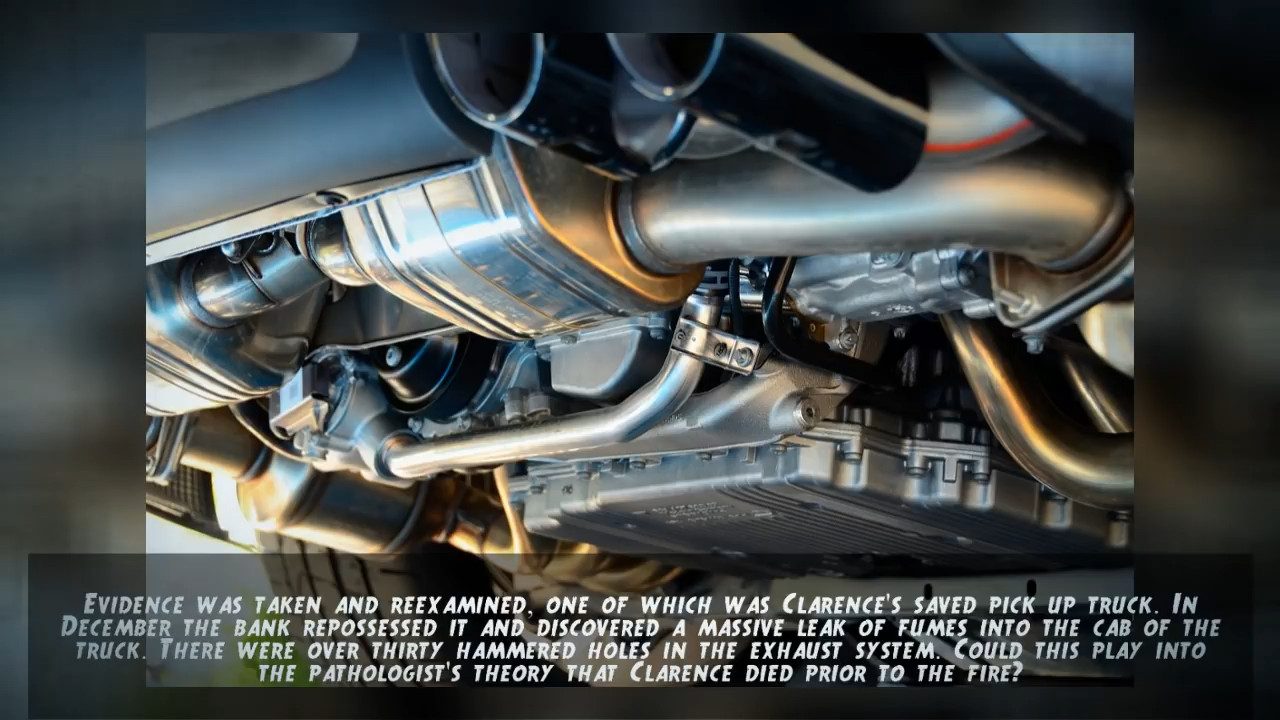 Evidence was taken and reexamined, one of which was Clarence's saved pick up truck. In
December the bank repossessed it and discovered a massive leak of fumes into the cab of the
truck. There were over thirty hammered holes in the exhaust system. Could this play into
the pathologist's theory that Clarence died prior to the fire?